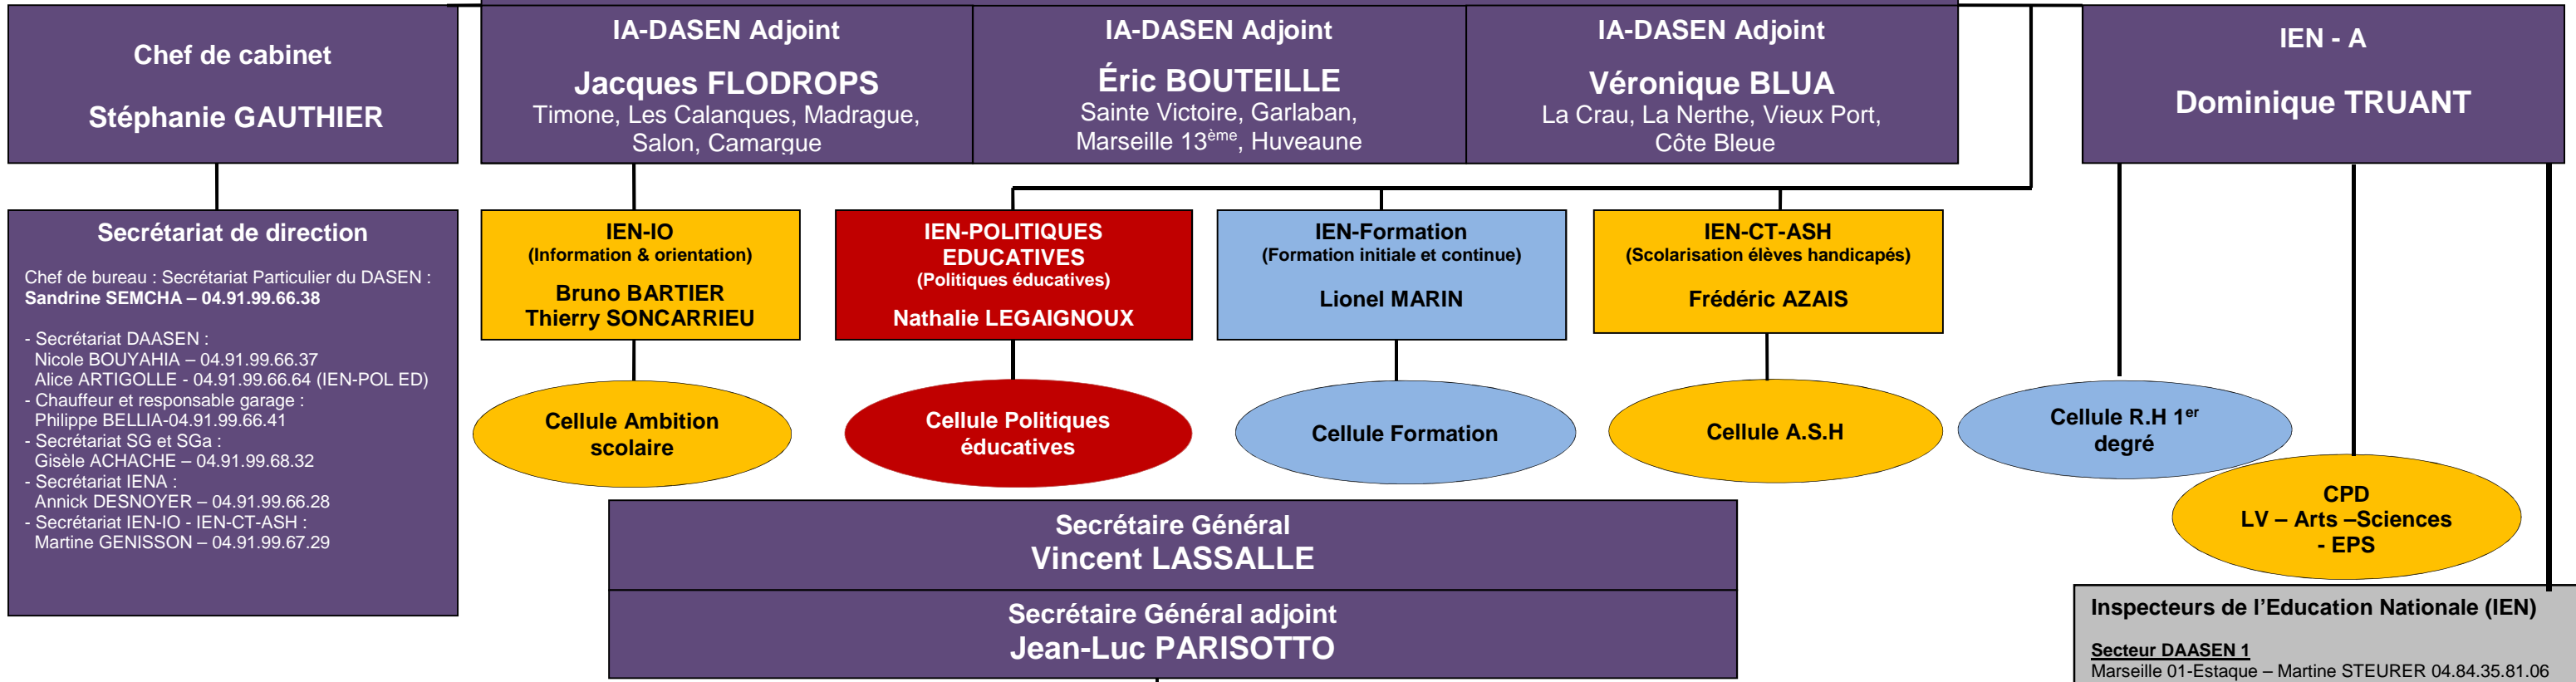 Chef de cabinet
Stéphanie GAUTHIER
IA-DASEN Adjoint
Jacques FLODROPS
Timone, Les Calanques, Madrague,
Salon, Camargue
IA-DASEN Adjoint
Éric BOUTEILLE
Sainte Victoire, Garlaban,
Marseille 13ème, Huveaune
IA-DASEN Adjoint
Véronique BLUA
La Crau, La Nerthe, Vieux Port,
Côte Bleue
IEN - A
Dominique TRUANT
Secrétariat de direction
Chef de bureau : Secrétariat Particulier du DASEN :
Sandrine SEMCHA – 04.91.99.66.38
- Secrétariat DAASEN :
Nicole BOUYAHIA – 04.91.99.66.37
Alice ARTIGOLLE - 04.91.99.66.64 (IEN-POL ED)
- Chauffeur et responsable garage :
Philippe BELLIA-04.91.99.66.41
- Secrétariat SG et SGa :
Gisèle ACHACHE – 04.91.99.68.32
- Secrétariat IENA :
Annick DESNOYER – 04.91.99.66.28
- Secrétariat IEN-IO - IEN-CT-ASH :
Martine GENISSON – 04.91.99.67.29
IEN-IO
(Information & orientation)
Bruno BARTIER
Thierry SONCARRIEU
IEN-POLITIQUES
EDUCATIVES
(Politiques éducatives)
Nathalie LEGAIGNOUX
IEN-Formation
(Formation initiale et continue)
Lionel MARIN
IEN-CT-ASH
(Scolarisation élèves handicapés)
Frédéric AZAIS
Cellule Ambition
scolaire
Cellule Politiques
éducatives
Cellule Formation
Cellule A.S.H
Cellule R.H 1er
degré
CPD
LV – Arts –Sciences
- EPS
Secrétaire Général
Vincent LASSALLE
Secrétaire Général adjoint
Jean-Luc PARISOTTO
Inspecteurs de l’Education Nationale (IEN)
Secteur DAASEN 1
Marseille 01-Estaque – Martine STEURER 04.84.35.81.06